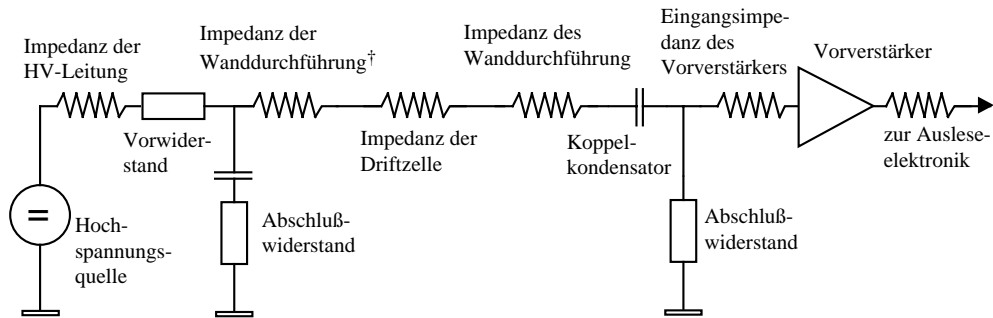 Impedanz der
HV-Leitung
Impedanz der
Wanddurchführung†
Impedanz des
Wanddurchführung
Eingangsimpe-
danz des
Vorverstärkers
Vorverstärker
Vorwider-
stand
Impedanz der
Driftzelle
Koppel-
kondensator
zur Auslese-
elektronik
=
Hoch-
spannungs-
quelle
Abschluß-
widerstand
Abschluß-
widerstand